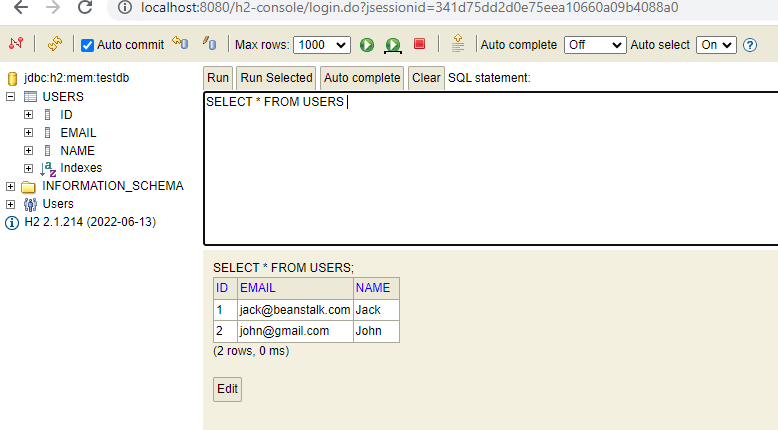 localhost:8080/h2-console/login.do?jsessionid=341d75dd2d0e75eea10660a09b4088a0
Auto commit Max rows: 1000 Auto complete Off Auto select On
jdbc:h2:mem:testdb
USERS
ID
EMAIL
NAME
Indexes
INFORMATION_SCHEMA
Users
H2 2.1.214 (2022-06-13)
Run Run Selected Auto complete Clear SQL statement:
SELECT * FROM USERS
SELECT * FROM USERS;
ID EMAIL NAME
1 jack@beanstalk.com Jack
2 john@gmail.com John
(2 rows, 0 ms)
Edit